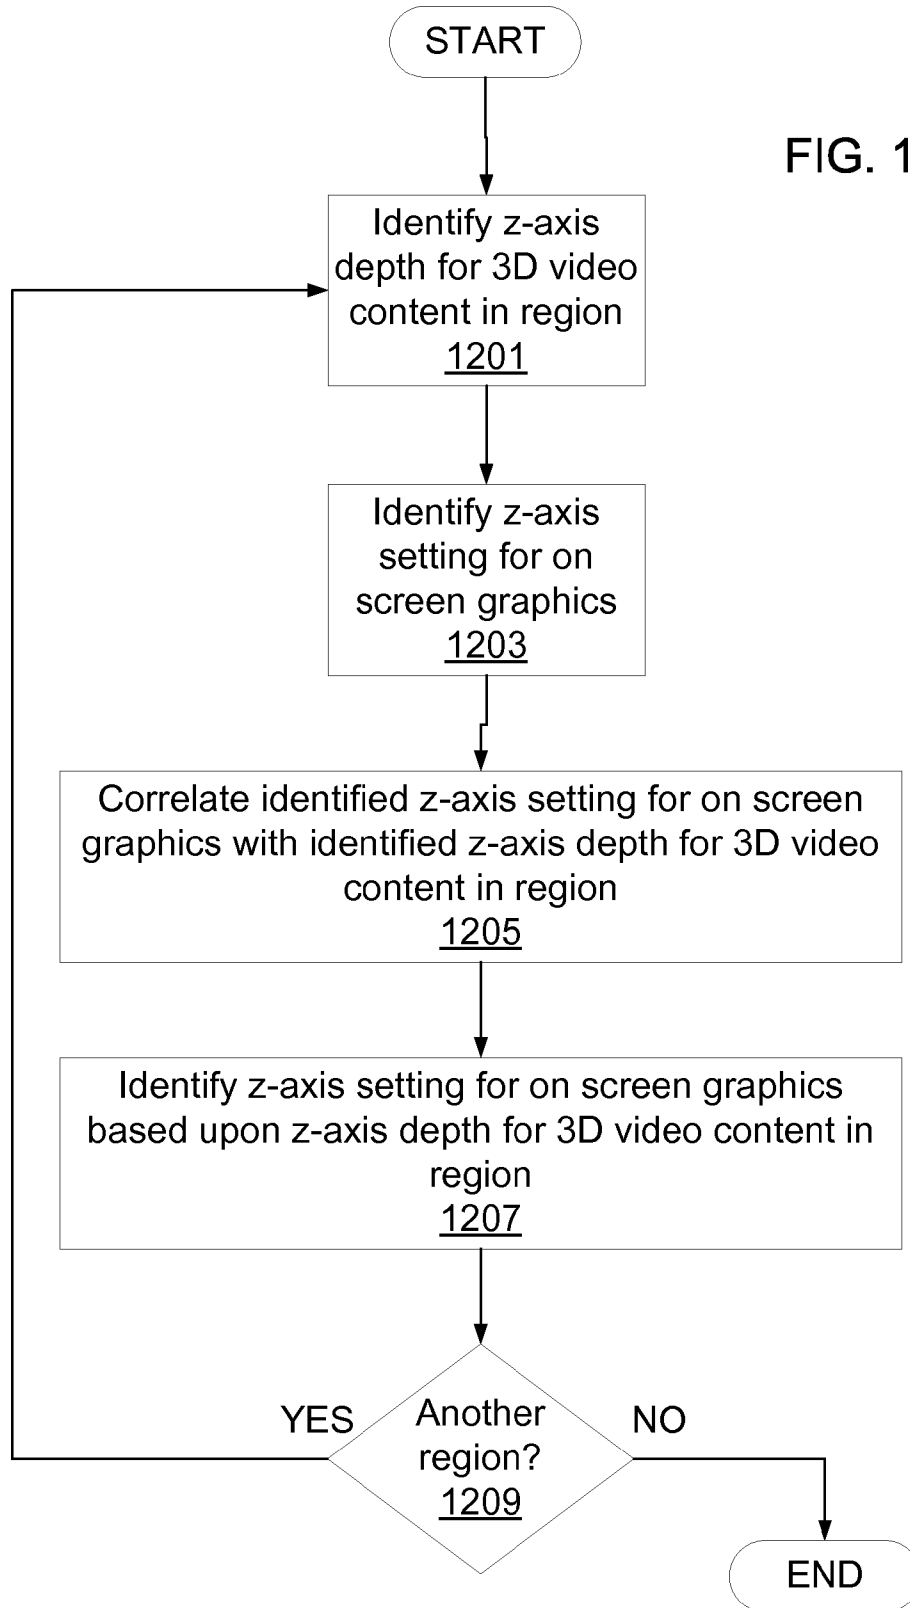 START
FIG. 1
Identify z-axis
depth for 3D video
content in region
1201
Identify z-axis
setting for on
screen graphics
1203
Correlate identified z-axis setting for on screen
graphics with identified z-axis depth for 3D video
content in region
1205
Identify z-axis setting for on screen graphics
based upon z-axis depth for 3D video content in
region
1207
YES
Another
region?
1209
NO
END